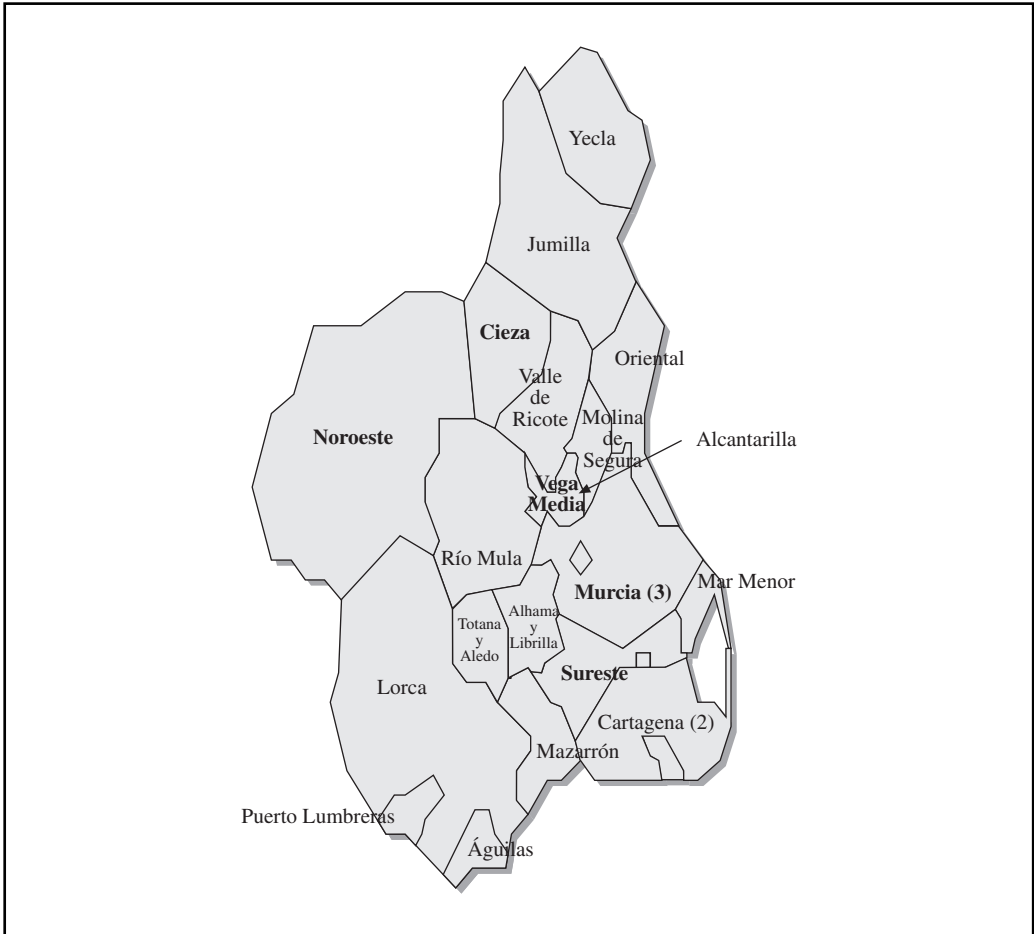 Yecla
Jumilla
Cieza
Oriental
Valle
de
Ricote
Molina
de
Segura
Noroeste
Alcantarilla
Vega
Media
Río Mula
Mar Menor
Murcia (3)
Alhama
y
Librilla
Totana
y
Aledo
Sureste
Lorca
Cartagena (2)
Mazarrón
Puerto Lumbreras
Águilas